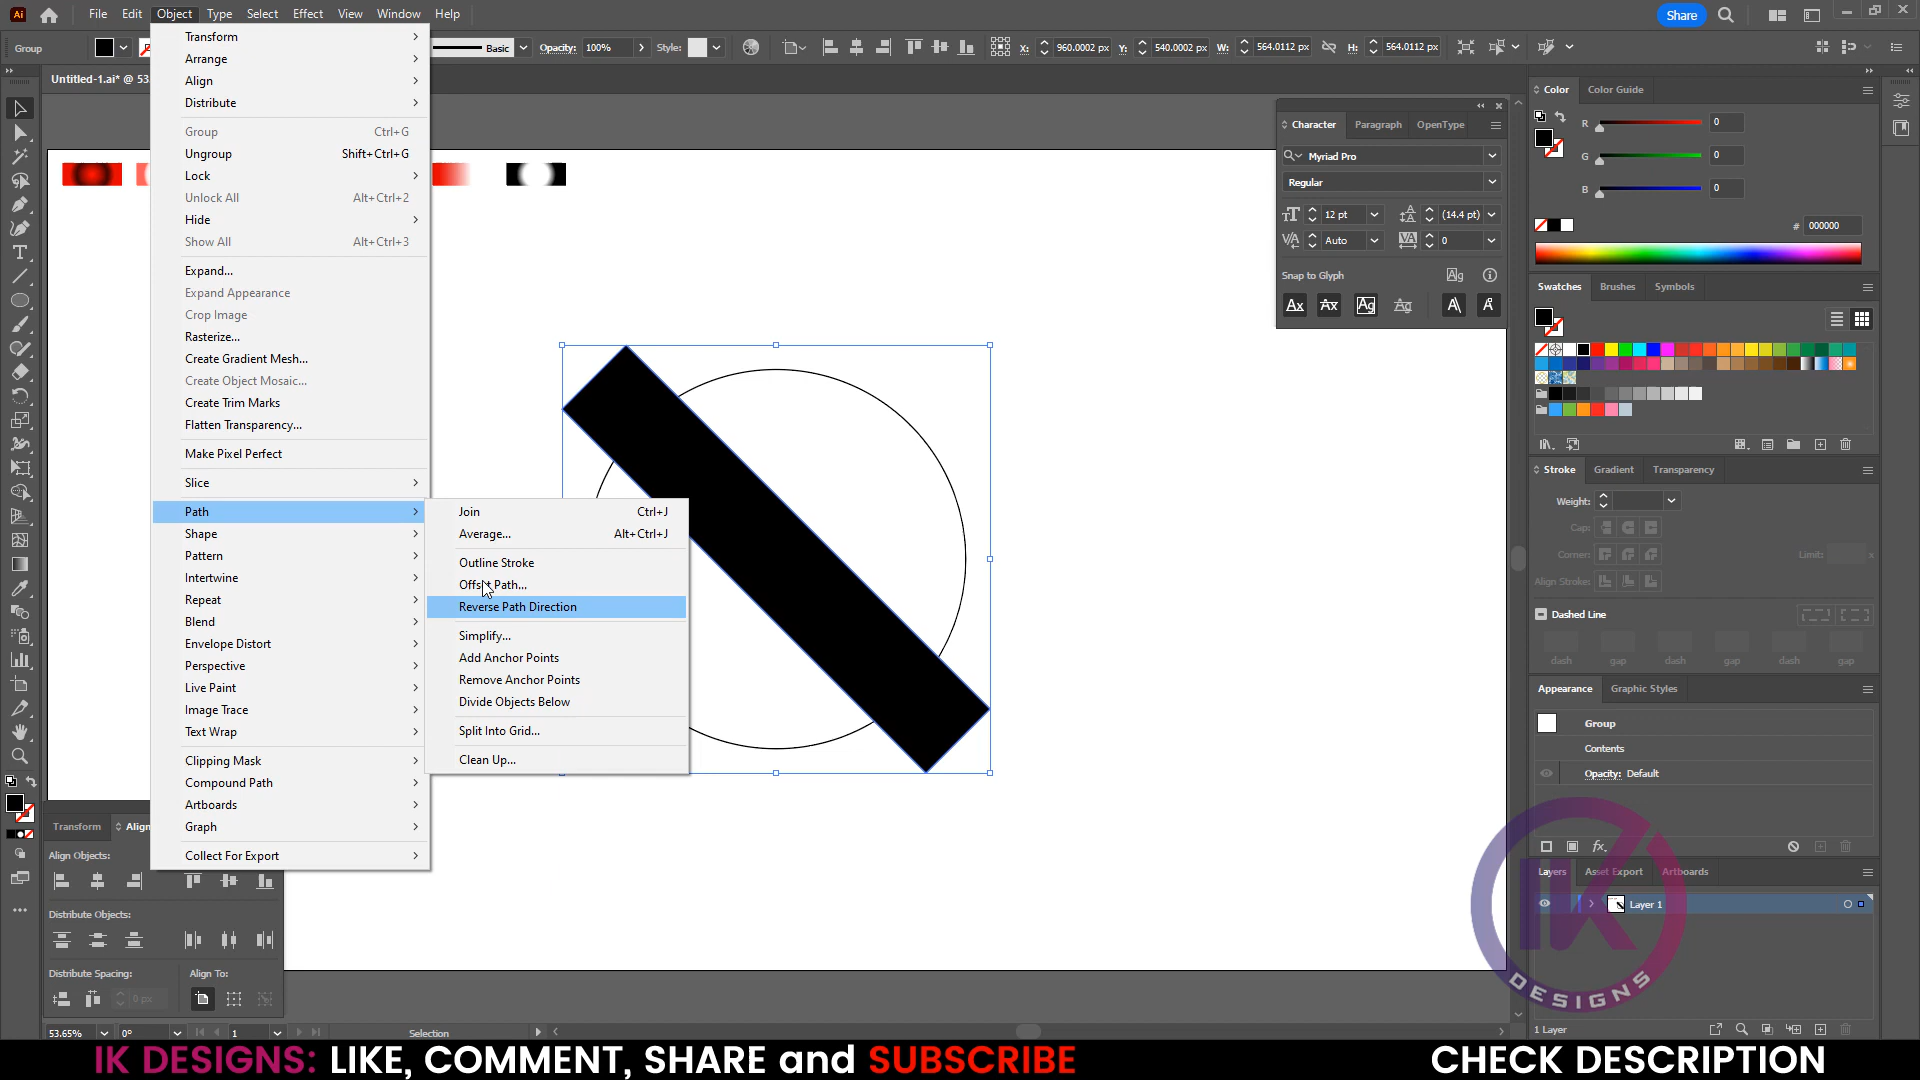 Ai File Edit Object Type Select Effect View Window Help Share
Group Basic Opacity: 100% Style: X: 960.0002 px Y: 540.0002 px W: 564.0112 px H: 564.0112 px
Untitled-1.ai* @ 53.
Transform
Arrange
Align
Distribute
Group Ctrl+G
Ungroup Shift+Ctrl+G
Lock
Unlock All Alt+Ctrl+2
Hide
Show All Alt+Ctrl+3
Expand...
Expand Appearance
Crop Image
Rasterize...
Create Gradient Mesh...
Create Object Mosaic...
Create Trim Marks
Flatten Transparency...
Make Pixel Perfect
Slice
Path
Shape
Pattern
Intertwine
Repeat
Blend
Envelope Distort
Perspective
Live Paint
Image Trace
Text Wrap
Clipping Mask
Compound Path
Artboards
Graph
Collect For Export
Join Ctrl+J
Average... Alt+Ctrl+J
Outline Stroke
Offset Path...
Reverse Path Direction
Simplify...
Add Anchor Points
Remove Anchor Points
Divide Objects Below
Split Into Grid...
Clean Up...
Character Paragraph OpenType
Myriad Pro
Regular
12 pt (14.4 pt)
Auto 0
Snap to Glyph
Color Color Guide
R 0
G 0
B 0
# 000000
Swatches Brushes Symbols
Stroke Gradient Transparency
Weight:
Cap:
Corner: Limit: x
Align Stroke:
Dashed Line
dash gap dash gap dash gap
Appearance Graphic Styles
Group
Contents
Opacity: Default
fx
Layers Asset Export Artboards
Layer 1
1 Layer
Transform Align
Align Objects:
Distribute Objects:
Distribute Spacing: Align To:
0 px
53.65% 0° 1 Selection
IK
DESIGNS
IK DESIGNS: LIKE, COMMENT, SHARE and SUBSCRIBE CHECK DESCRIPTION